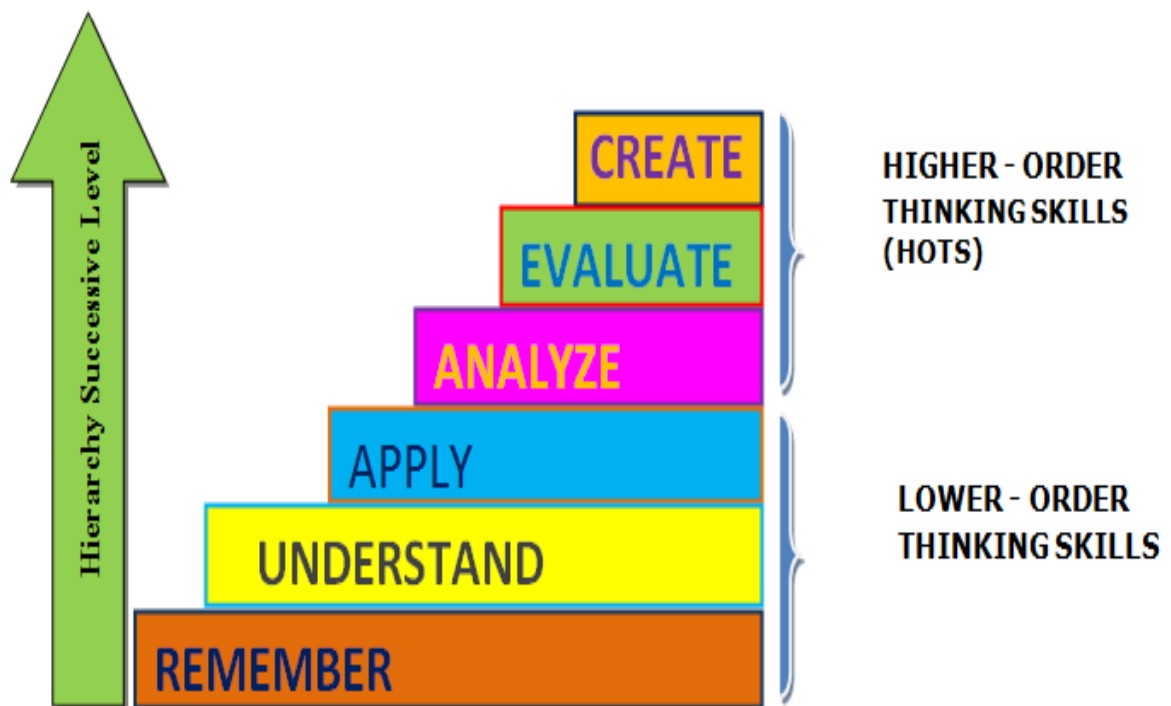 Hierarchy Successive Level
CREATE
EVALUATE
ANALYZE
APPLY
UNDERSTAND
REMEMBER
HIGHER - ORDER
THINKING SKILLS
(HOTS)
LOWER - ORDER
THINKING SKILLS